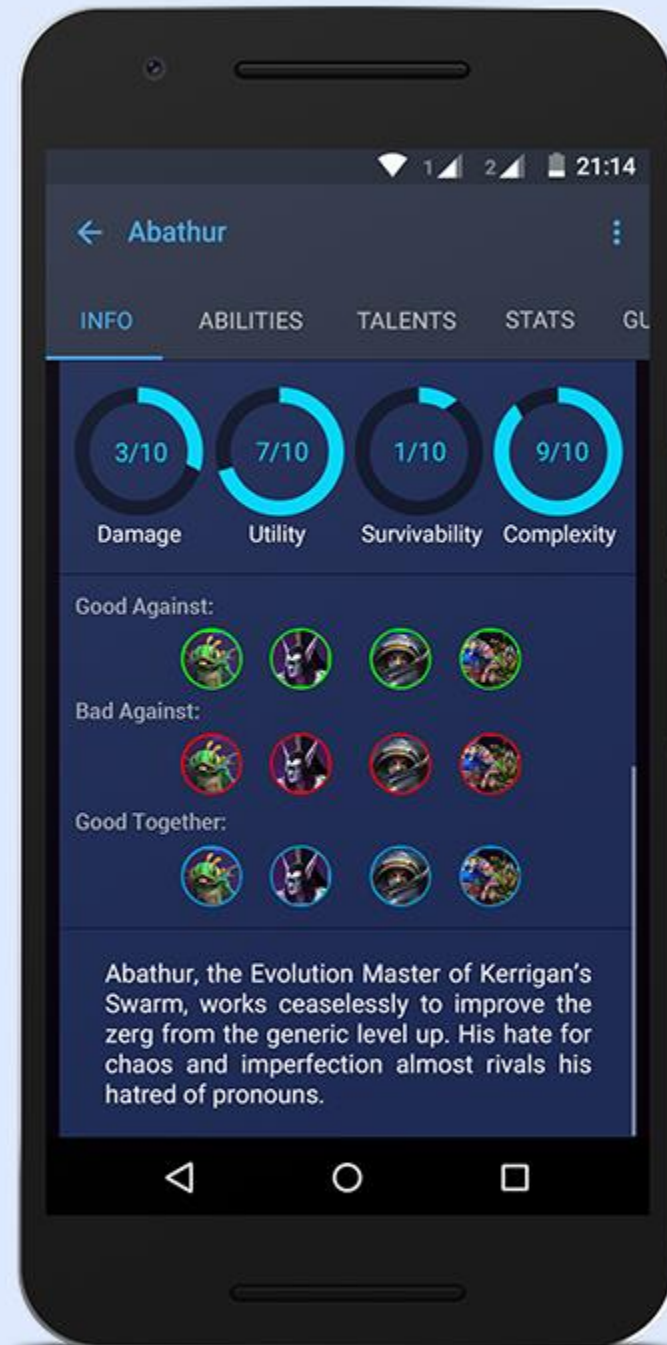 1 2 21:14
Abathur
INFO ABILITIES TALENTS STATS GU
3/10 7/10 1/10 9/10
Damage Utility Survivability Complexity
Good Against:
Bad Against:
Good Together:
Abathur, the Evolution Master of Kerrigan's
Swarm, works ceaselessly to improve the
zerg from the generic level up. His hate for
chaos and imperfection almost rivals his
hatred of pronouns.